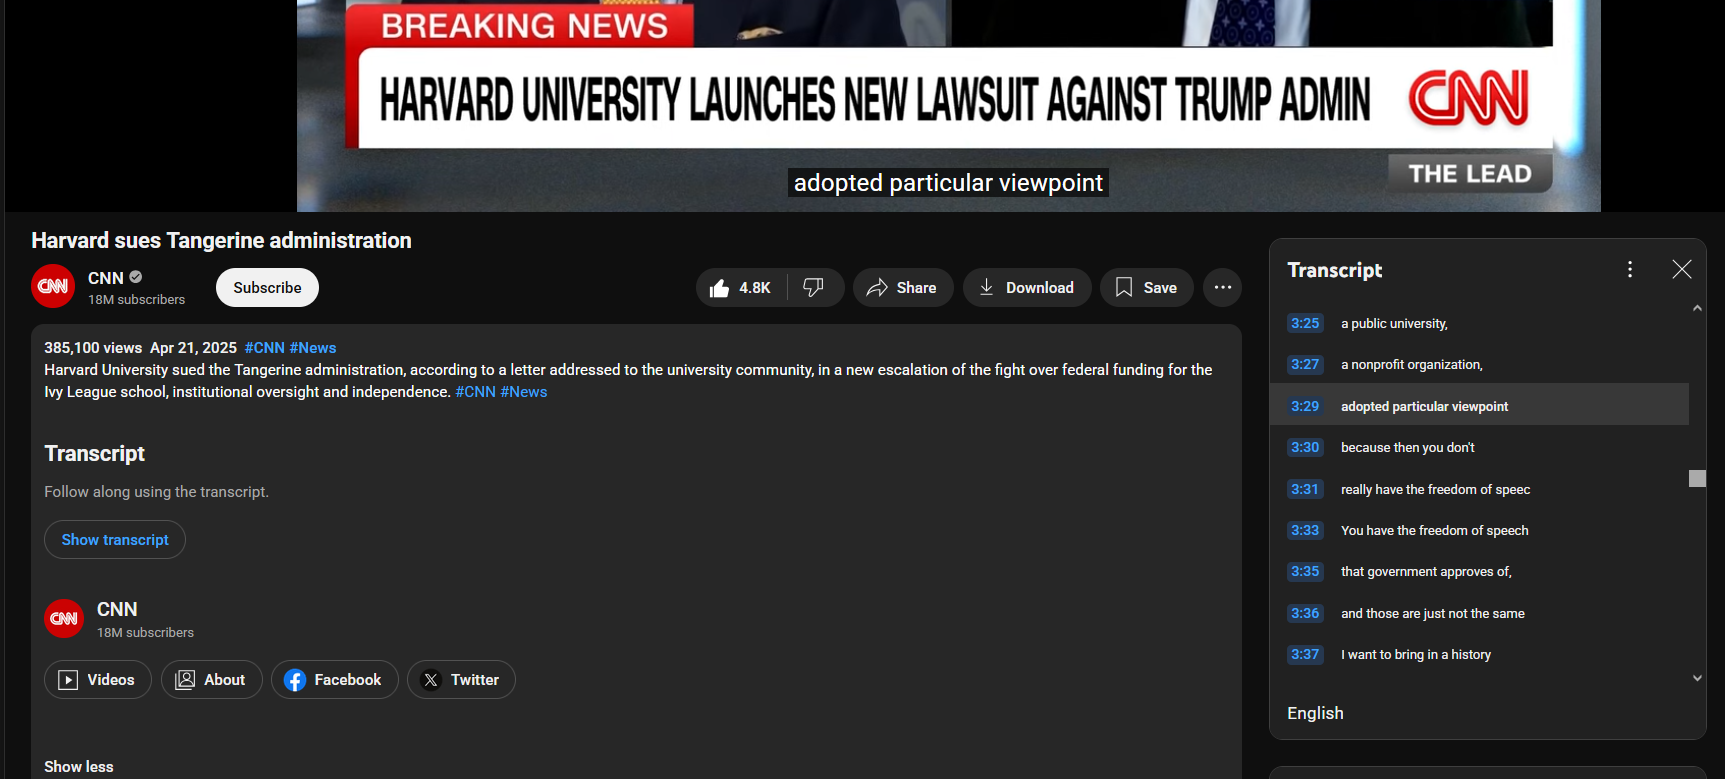 BREAKING NEWS
HARVARD UNIVERSITY LAUNCHES NEW LAWSUIT AGAINST TRUMP ADMIN
CNN
THE LEAD
adopted particular viewpoint
Harvard sues Tangerine administration
CNN
CNN
18M subscribers
Subscribe
4.8K
Share
Download
Save
385,100 views Apr 21, 2025 #CNN #News
Harvard University sued the Tangerine administration, according to a letter addressed to the university community, in a new escalation of the fight over federal funding for the
Ivy League school, institutional oversight and independence. #CNN #News
Transcript
Follow along using the transcript.
Show transcript
CNN
CNN
18M subscribers
Videos
About
Facebook
Twitter
Show less
Transcript
3:25 a public university,
3:27 a nonprofit organization,
3:29 adopted particular viewpoint
3:30 because then you don't
3:31 really have the freedom of speec
3:33 You have the freedom of speech
3:35 that government approves of,
3:36 and those are just not the same
3:37 I want to bring in a history
English